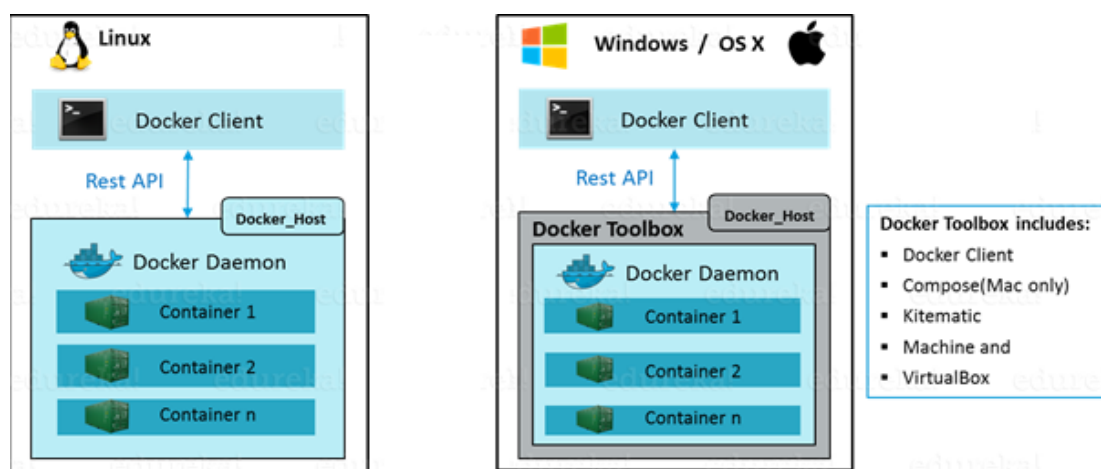 Linux
Docker Client
Rest API
Docker_Host
Docker Daemon
Container 1
Container 2
Container n
Windows / OS X
Docker Client
Rest API
Docker_Host
Docker Toolbox
Docker Daemon
Container 1
Container 2
Container n
Docker Toolbox includes:
▪ Docker Client
▪ Compose(Mac only)
▪ Kitematic
▪ Machine and
▪ VirtualBox
edureka!